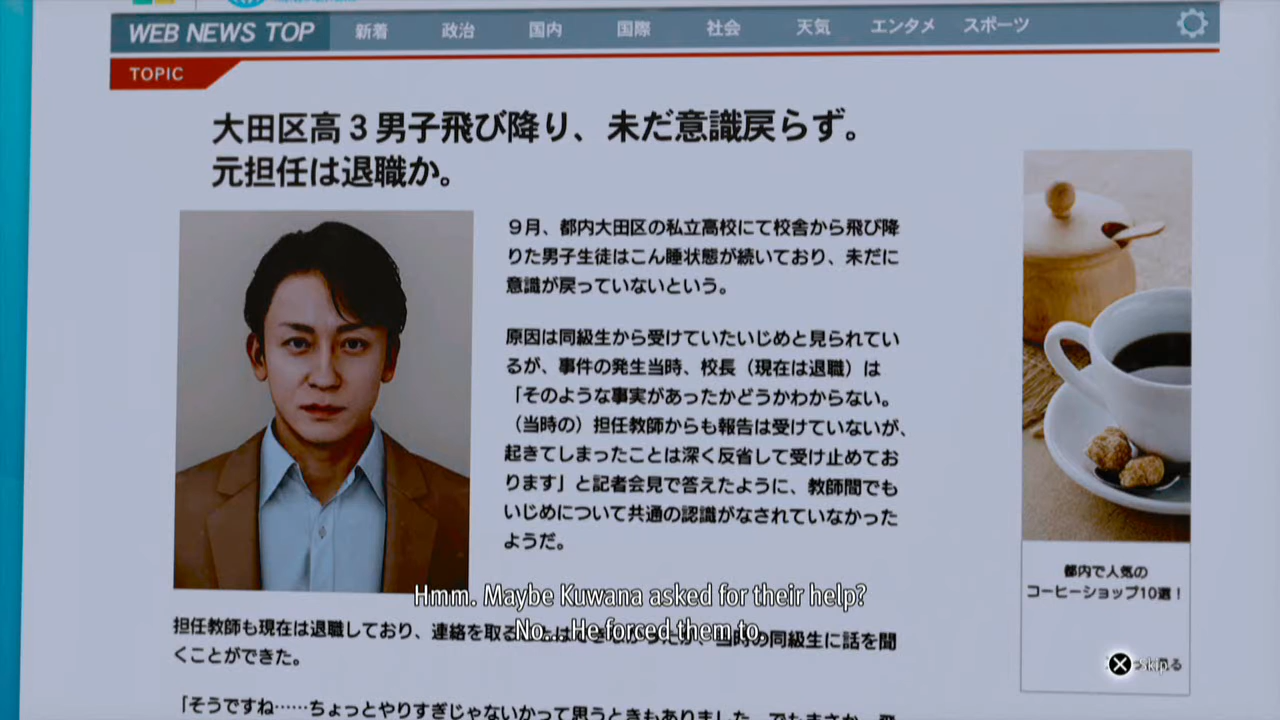 WEB NEWS TOP
新着
政治
国内
国際
社会
天気
エンタメ
スポーツ
TOPIC
大田区高3男子飛び降り、未だ意識戻らず。
元担任は退職か。
9月、都内大田区の私立高校にて校舎から飛び降
りた男子生徒はこん睡状態が続いており、未だに
意識が戻っていないという。
原因は同級生から受けていたいじめと見られてい
るが、事件の発生当時、校長（現在は退職）は
「そのような事実があったかどうかわからない。
（当時の）担任教師からも報告は受けていないが、
起きてしまったことは深く反省して受け止めてお
ります」と記者会見で答えたように、教師間でも
いじめについて共通の認識がなされていなかった
ようだ。
担任教師も現在は退職しており、連絡を取る
当時の同級生に話を聞
くことができた。
「そうですね……ちょっとやりすぎじゃないかって思うときもありました。でもまさか、飛
都内で人気の
コーヒーショップ10選！
Hmm. Maybe Kuwana asked for their help?
No... He forced them to.
skip